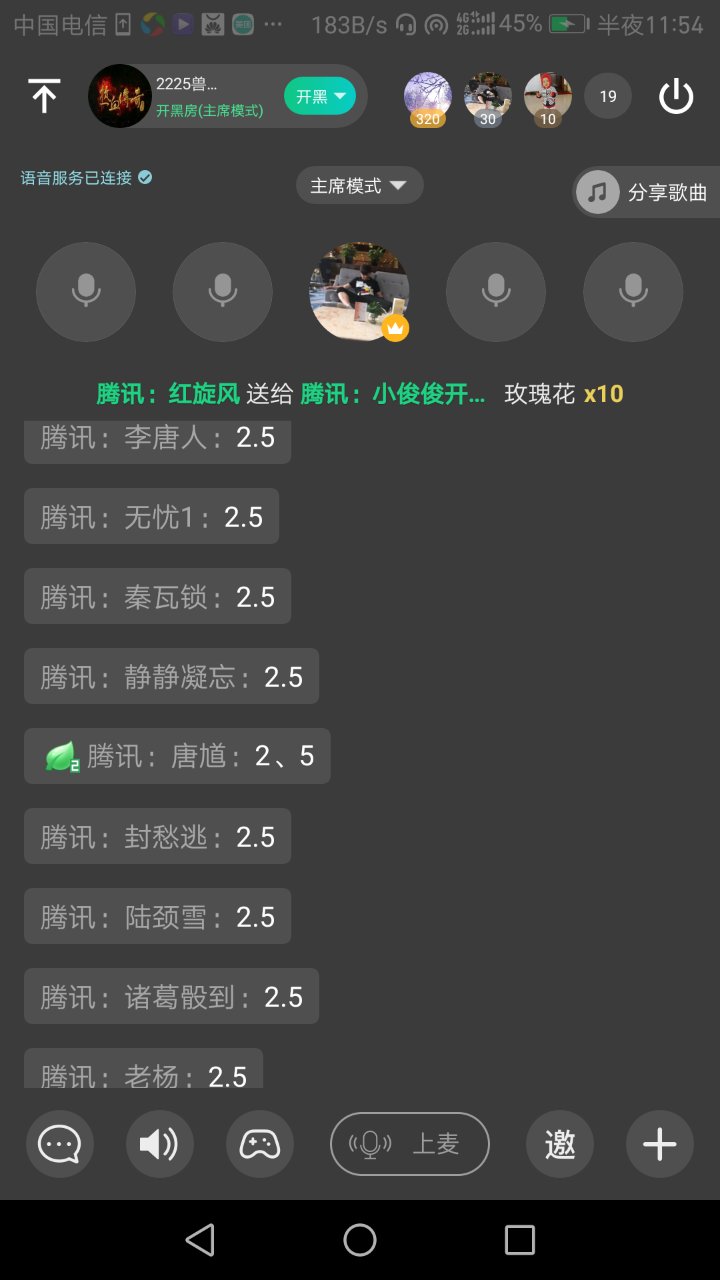 中国电信 183B/s 4G 2G 45% 半夜11:54
2225兽...
开黑房(主席模式)
开黑
320 30 10 19
语音服务已连接
主席模式
分享歌曲
腾讯：红旋风 送给 腾讯：小俊俊开... 玫瑰花 x10
腾讯：李唐人：2.5
腾讯：无忧1：2.5
腾讯：秦瓦锁：2.5
腾讯：静静凝忘：2.5
2 腾讯：唐馗：2、5
腾讯：封愁逃：2.5
腾讯：陆颈雪：2.5
腾讯：诸葛骰到：2.5
腾讯：老杨：2.5
上麦 邀